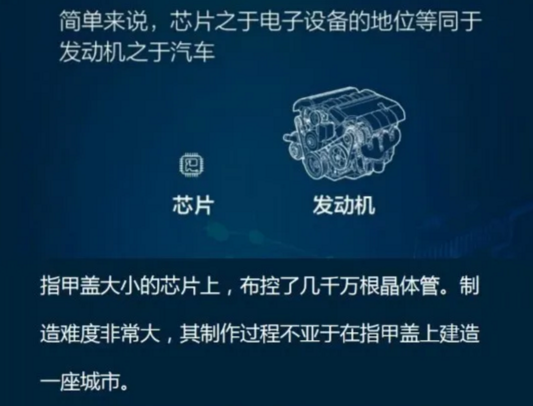 简单来说，芯片之于电子设备的地位等同于
发动机之于汽车
芯片
发动机
指甲盖大小的芯片上，布控了几千万根晶体管。制
造难度非常大，其制作过程不亚于在指甲盖上建造
一座城市。